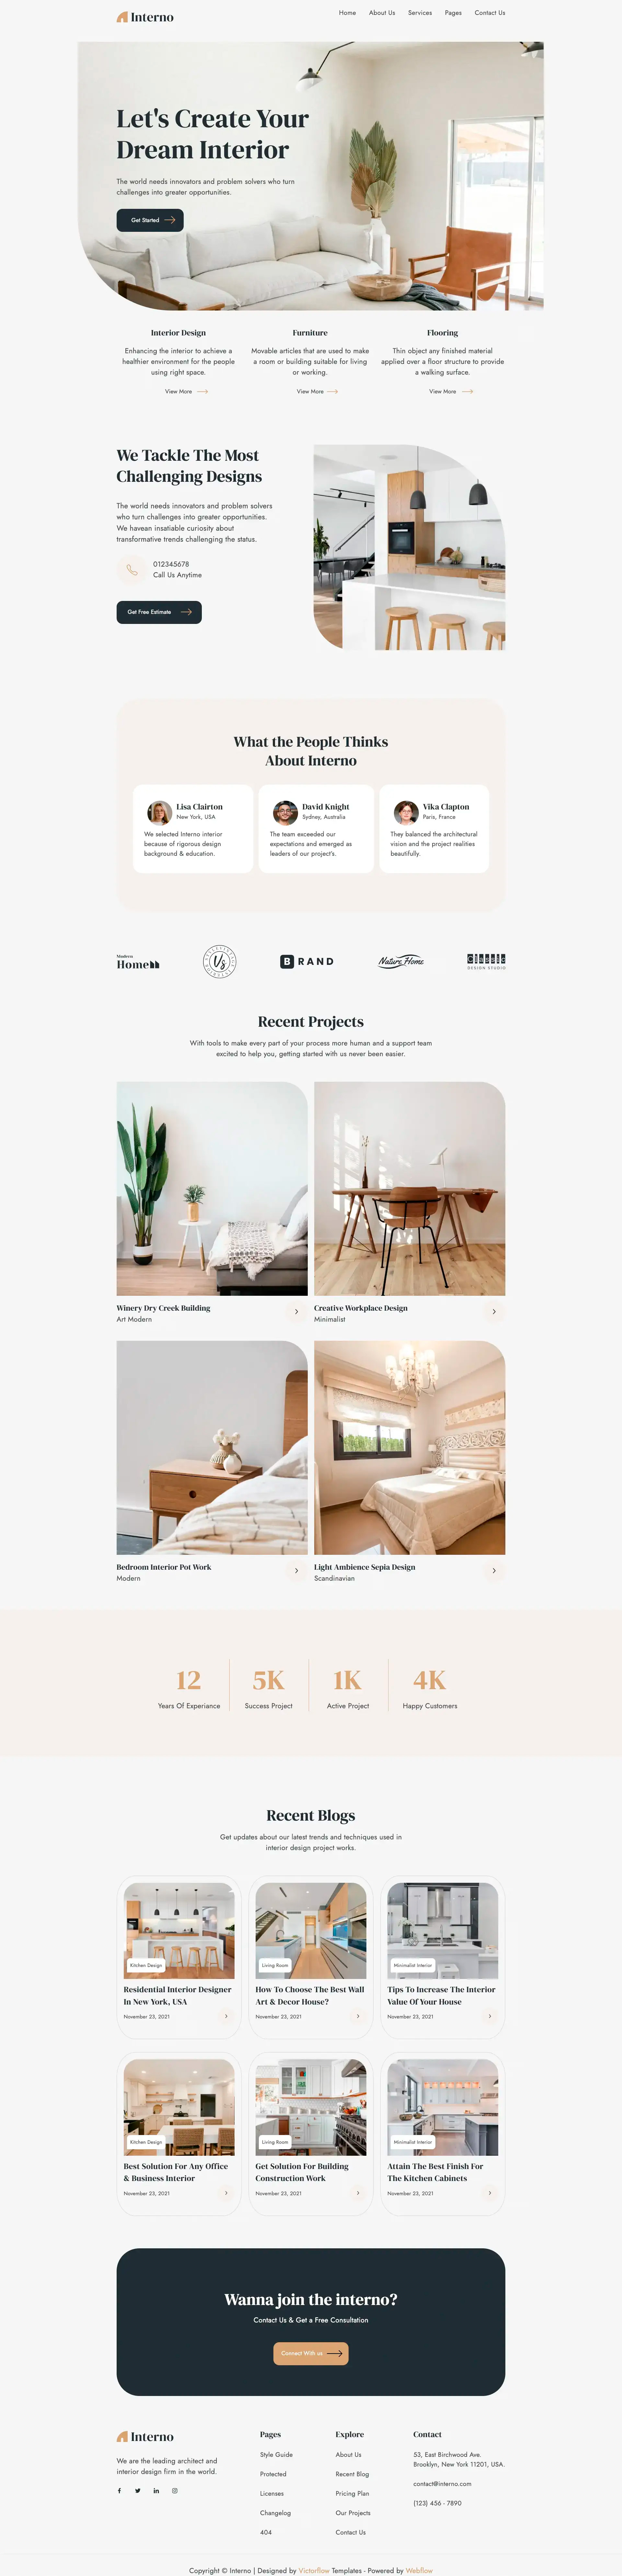 Interno
Home About Us Services Pages Contact Us
Let's Create Your
Dream Interior
The world needs innovators and problem solvers who turn
challenges into greater opportunities.
Get Started
Interior Design
Enhancing the interior to achieve a
healthier environment for the people
using right space.
View More
Furniture
Movable articles that are used to make
a room or building suitable for living
or working.
View More
Flooring
Thin object any finished material
applied over a floor structure to provide
a walking surface.
View More
We Tackle The Most
Challenging Designs
The world needs innovators and problem solvers
who turn challenges into greater opportunities.
We havean insatiable curiosity about
transformative trends challenging the status.
012345678
Call Us Anytime
Get Free Estimate
What the People Thinks
About Interno
Lisa Clairton
New York, USA
We selected Interno interior
because of rigorous design
background & education.
David Knight
Sydney, Australia
The team exceeded our
expectations and emerged as
leaders of our project's.
Vika Clapton
Paris, France
They balanced the architectural
vision and the project realities
beautifully.
Modern
Home
Vs
B RAND
Nature Home
Classic
DESIGN STUDIO
Recent Projects
With tools to make every part of your process more human and a support team
excited to help you, getting started with us never been easier.
Winery Dry Creek Building
Art Modern
Creative Workplace Design
Minimalist
Bedroom Interior Pot Work
Modern
Light Ambience Sepia Design
Scandinavian
12
Years Of Experiance
5K
Success Project
1K
Active Project
4K
Happy Customers
Recent Blogs
Get updates about our latest trends and techniques used in
interior design project works.
Kitchen Design
Residential Interior Designer
In New York, USA
November 23, 2021
Living Room
How To Choose The Best Wall
Art & Decor House?
November 23, 2021
Minimalist Interior
Tips To Increase The Interior
Value Of Your House
November 23, 2021
Kitchen Design
Best Solution For Any Office
& Business Interior
November 23, 2021
Living Room
Get Solution For Building
Construction Work
November 23, 2021
Minimalist Interior
Attain The Best Finish For
The Kitchen Cabinets
November 23, 2021
Wanna join the interno?
Contact Us & Get a Free Consultation
Connect With us
Interno
We are the leading architect and
interior design firm in the world.
Pages
Style Guide
Protected
Licenses
Changelog
404
Explore
About Us
Recent Blog
Pricing Plan
Our Projects
Contact Us
Contact
53, East Birchwood Ave.
Brooklyn, New York 11201, USA.
contact@interno.com
(123) 456 - 7890
Copyright © Interno | Designed by Victorflow Templates - Powered by Webflow